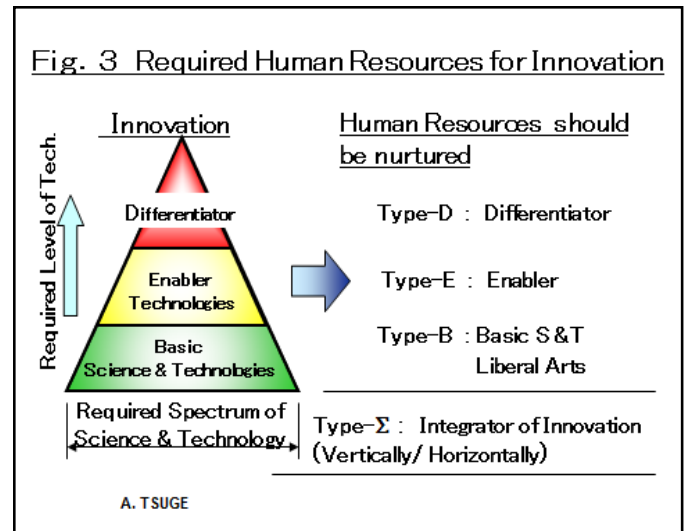 Fig. 3 Required Human Resources for Innovation
Innovation
Required Level of Tech.
Differentiator
Enabler
Technologies
Basic
Science & Technologies
Required Spectrum of
Science & Technology
Human Resources should
be nurtured
Type-D : Differentiator
Type-E : Enabler
Type-B : Basic S&T
Liberal Arts
Type-Σ : Integrator of Innovation
(Vertically/ Horizontally)
A. TSUGE